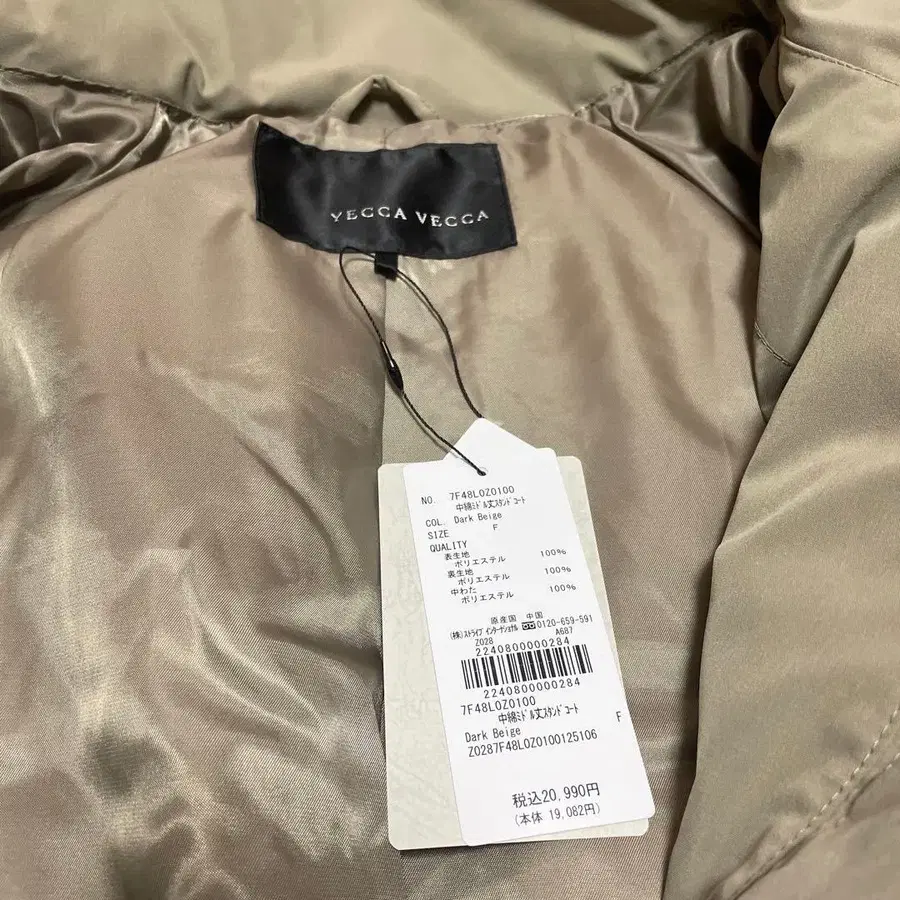 YECCA VECCA
NO. 7F48L0Z0100
中綿ミドル丈スタンドコート
COL. Dark Beige
SIZE F
QUALITY
表生地
ポリエステル 100%
裏生地
ポリエステル 100%
中わた
ポリエステル 100%
原産国 中国
(株)ストライプ インターナショナル 0120-659-591
Z028 A687
2240800000284
2240800000284
7F48L0Z0100
中綿ミドル丈スタンドコート
Dark Beige F
Z0287F48L0Z0100125106
税込20,990円
(本体 19,082円)